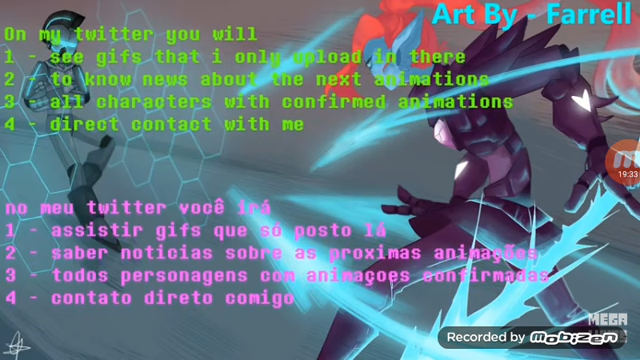 Art By - Farrell
On my twitter you will
1 - see gifs that i only upload in there
2 - to know news about the next animations
3 - all characters with confirmed animations
4 - direct contact with me
19:33
no meu twitter você irá
1 - assistir gifs que só posto lá
2 - saber noticias sobre as proximas animações
3 - todos personagens com animaçoes confirmadas
4 - contato direto comigo
MEGA
Recorded by mobizen